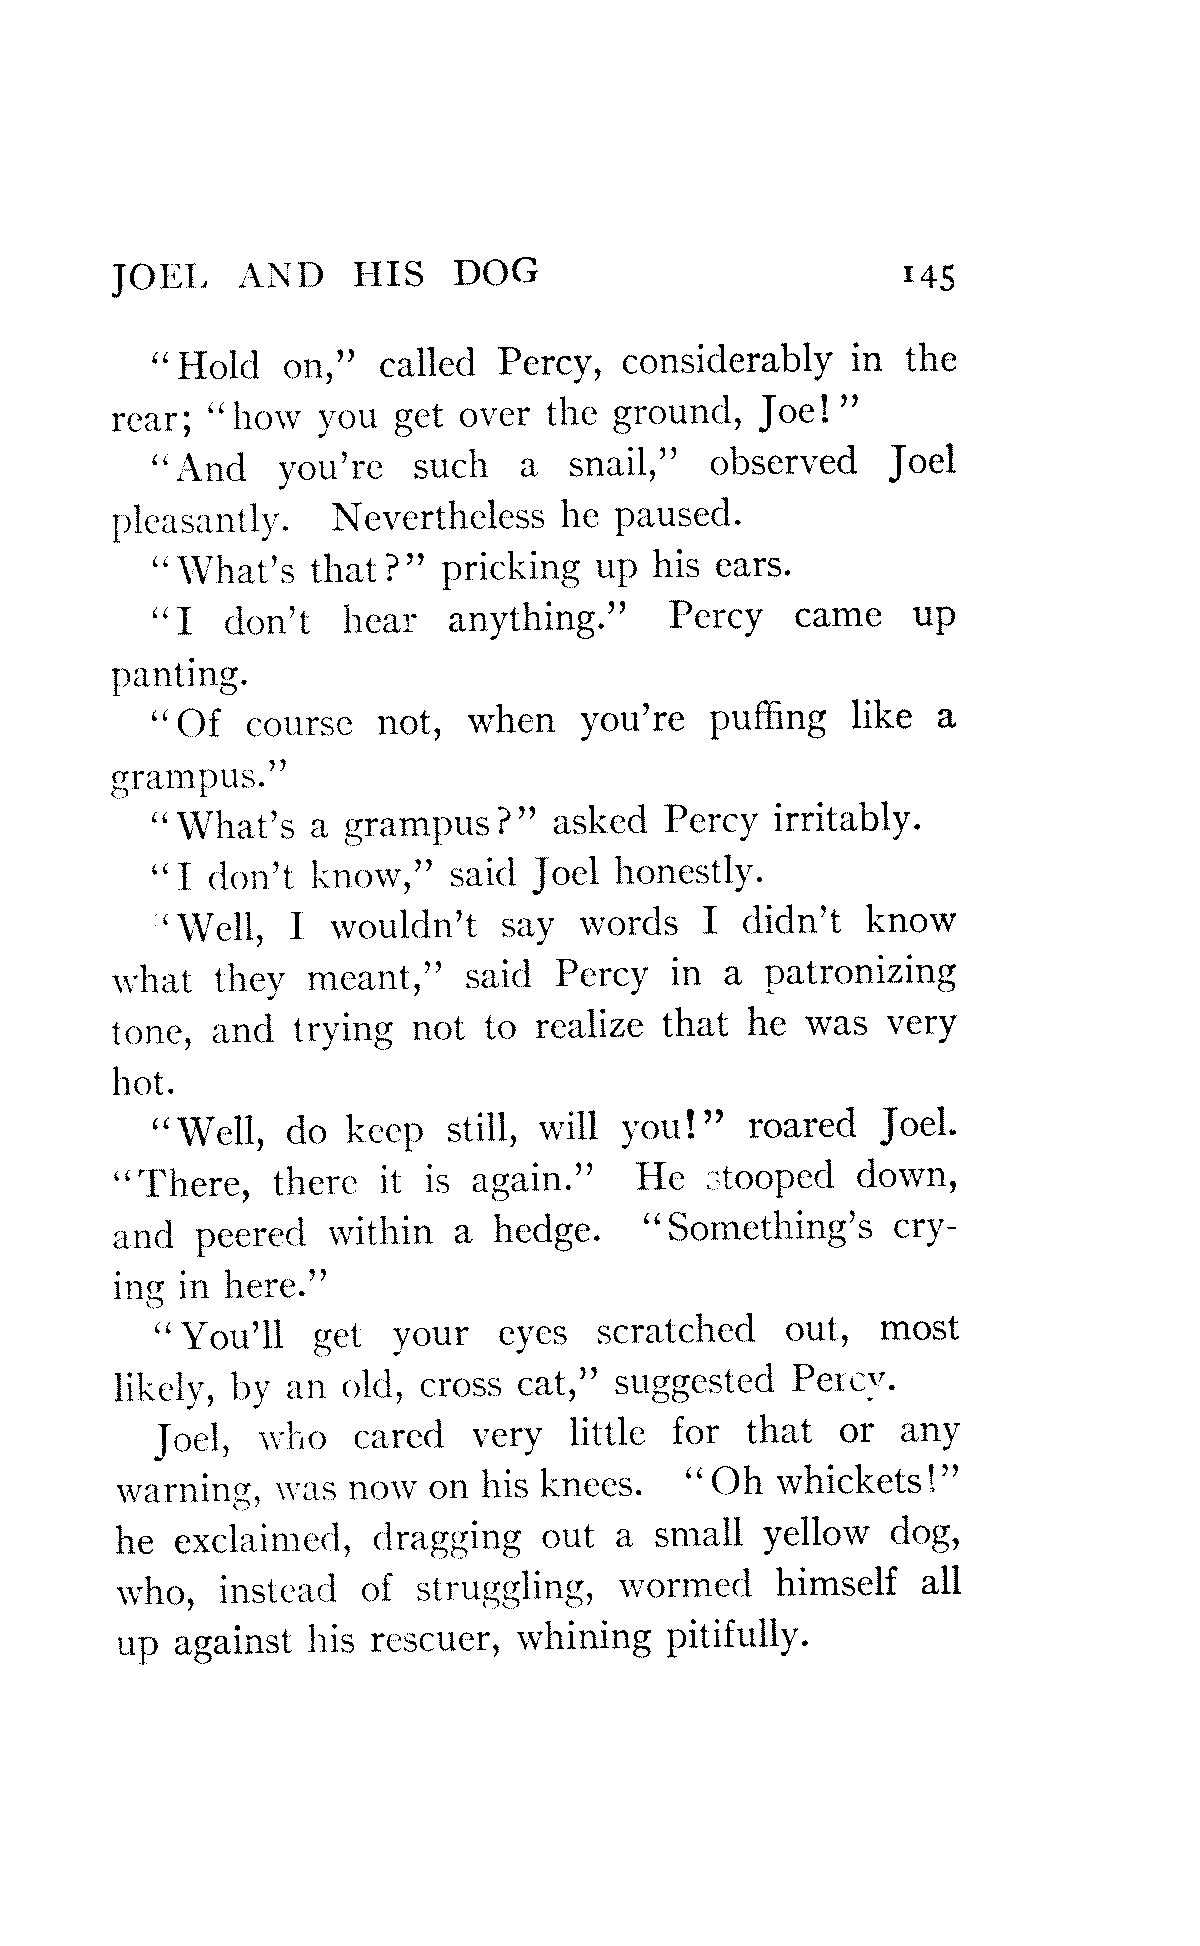 JOEL AND HIS DOG 145
“Hold on,” called Percy, considerably in the
rear; “how you get over the ground, Joe!”
“And you’re such a snail,” observed Joel
pleasantly. Nevertheless he paused.
“What’s that?” pricking up his ears.
“I don’t hear anything.” Percy came up
panting.
“Of course not, when you’re puffing like a
grampus.”
“What’s a grampus?” asked Percy irritably.
“I don’t know,” said Joel honestly.
“Well, I wouldn’t say words I didn’t know
what they meant,” said Percy in a patronizing
tone, and trying not to realize that he was very
hot.
“Well, do keep still, will you!” roared Joel.
“There, there it is again.” He stooped down,
and peered within a hedge. “Something’s cry-
ing in here.”
“You’ll get your eyes scratched out, most
likely, by an old, cross cat,” suggested Percy.
Joel, who cared very little for that or any
warning, was now on his knees. “Oh whickets!”
he exclaimed, dragging out a small yellow dog,
who, instead of struggling, wormed himself all
up against his rescuer, whining pitifully.